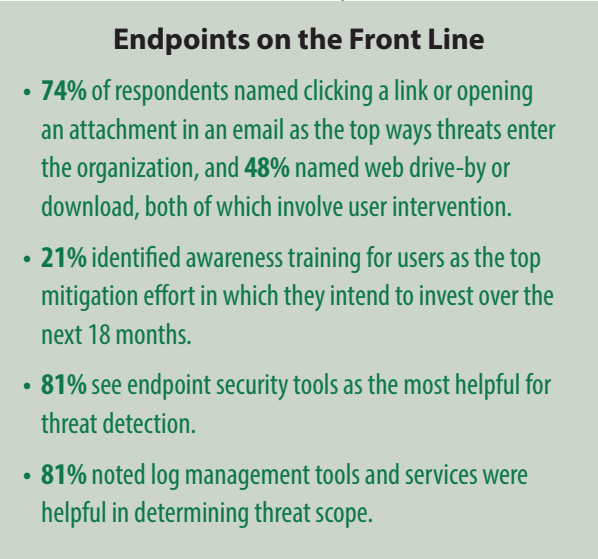 Endpoints on the Front Line
• 74% of respondents named clicking a link or opening
an attachment in an email as the top ways threats enter
the organization, and 48% named web drive-by or
download, both of which involve user intervention.
• 21% identified awareness training for users as the top
mitigation effort in which they intend to invest over the
next 18 months.
• 81% see endpoint security tools as the most helpful for
threat detection.
• 81% noted log management tools and services were
helpful in determining threat scope.